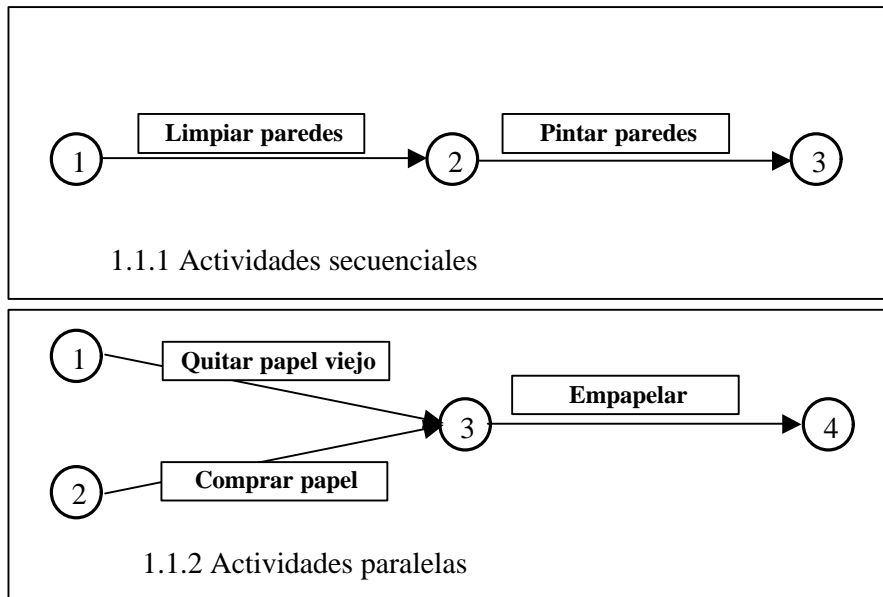 Limpiar paredes
Pintar paredes
1
2
3
1.1.1 Actividades secuenciales
1
Quitar papel viejo
Empapelar
3
4
2
Comprar papel
1.1.2 Actividades paralelas